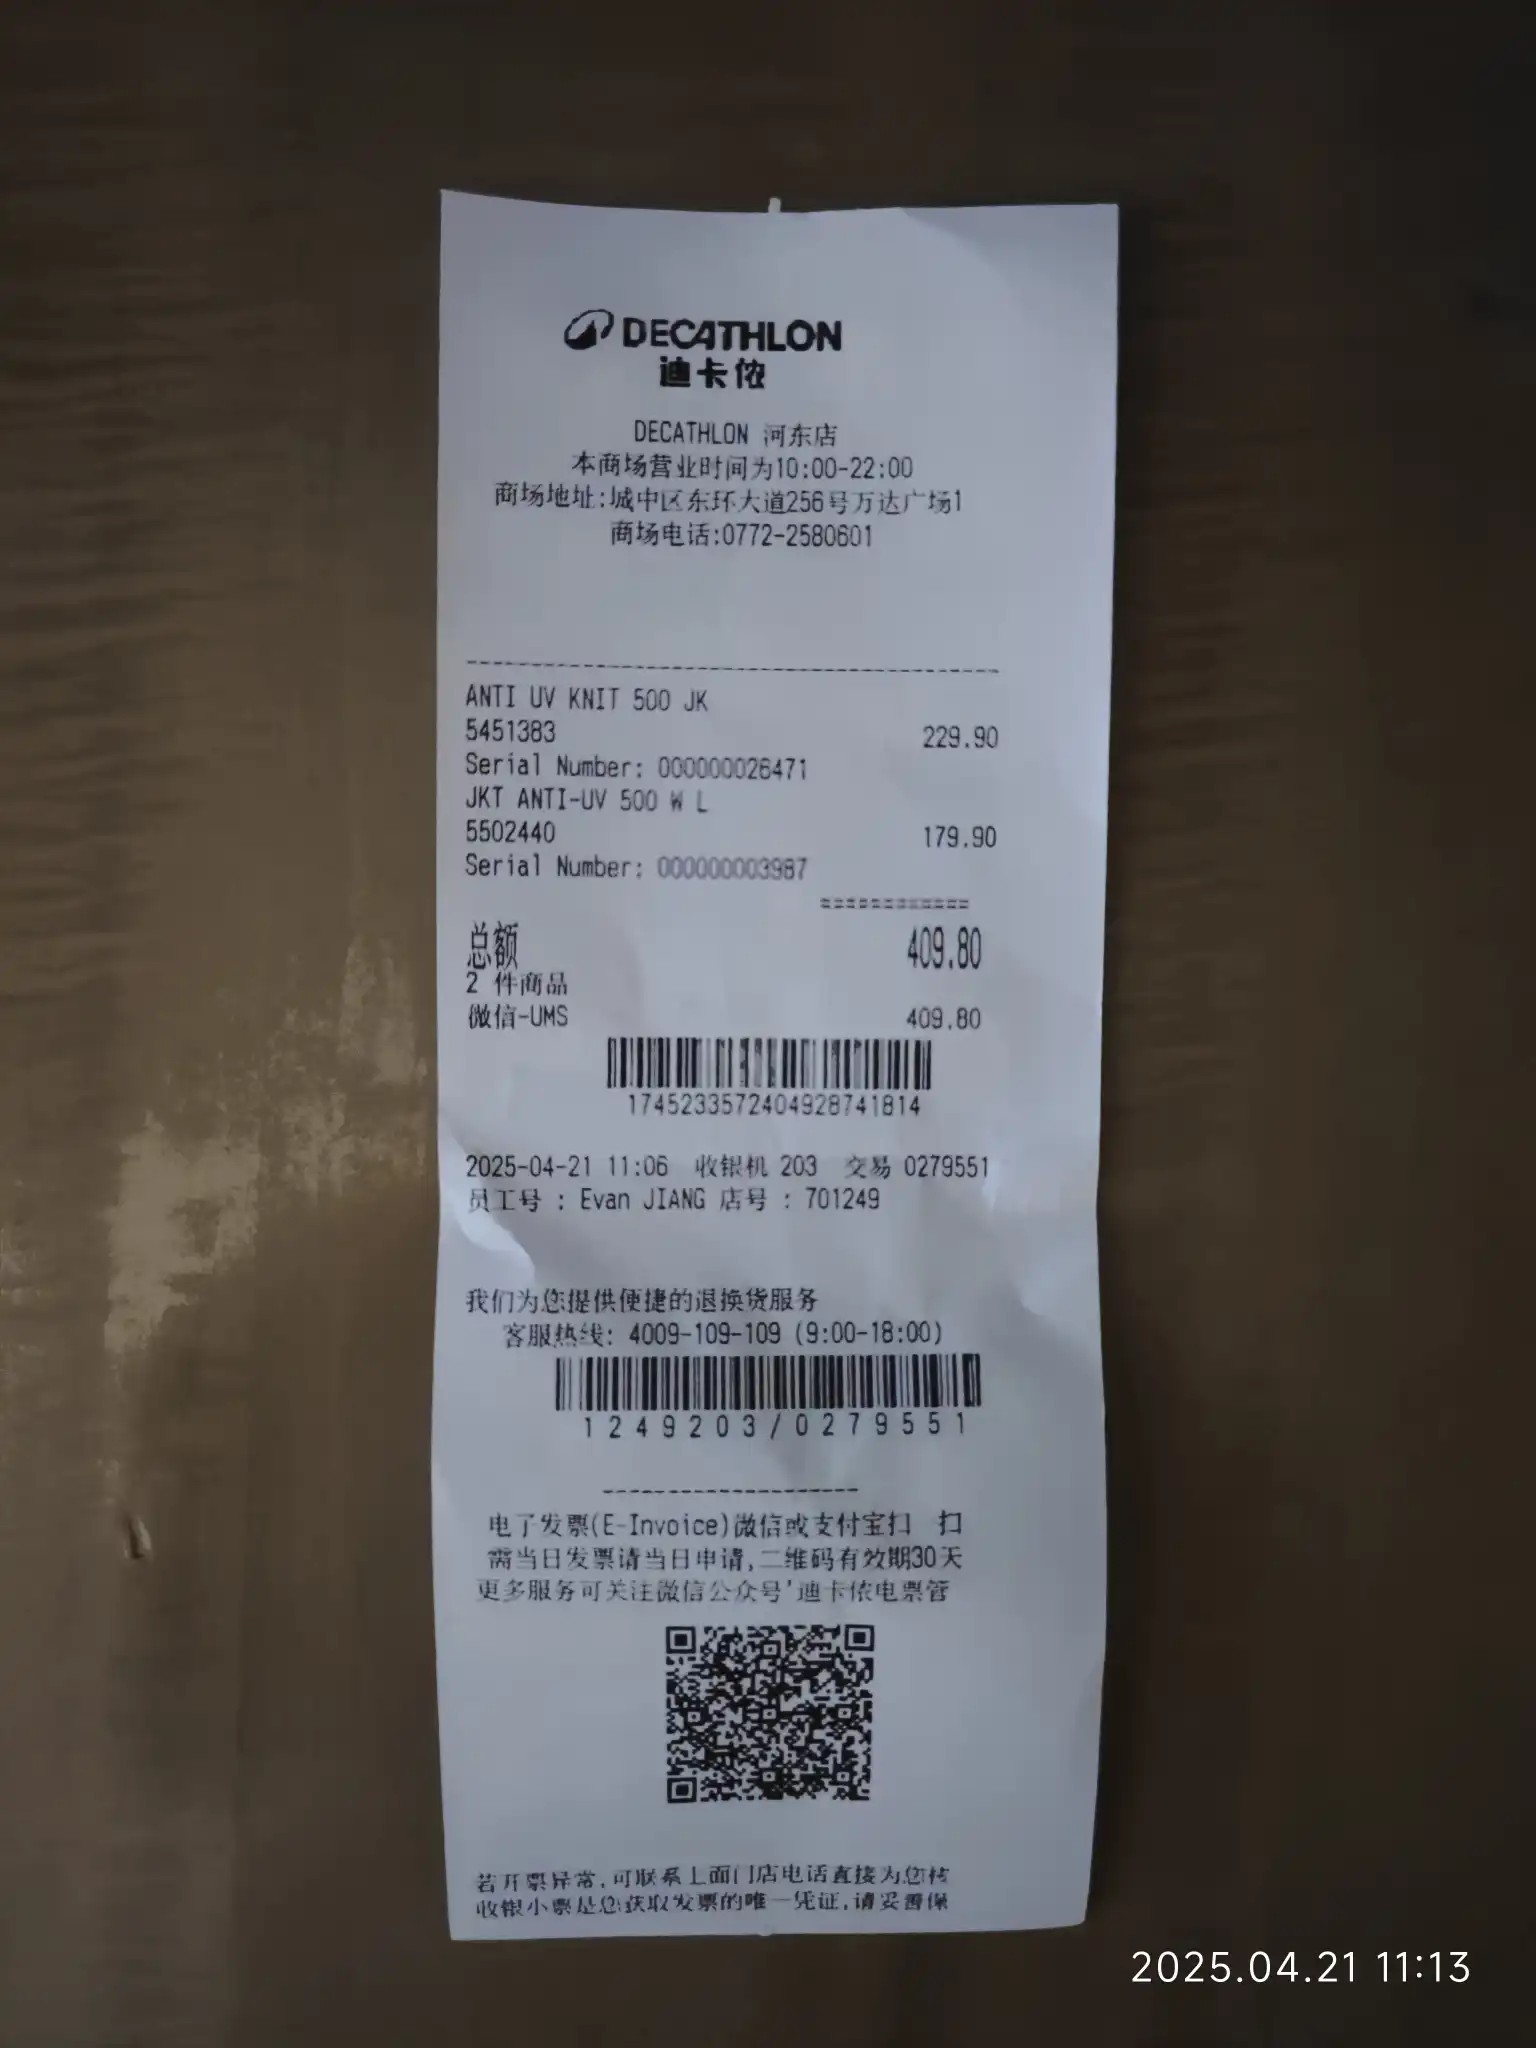 DECATHLON
迪卡侬
DECATHLON 河东店
本商场营业时间为10:00-22:00
商场地址:城中区东环大道256号万达广场1
商场电话:0772-2580601
ANTI UV KNIT 500 JK
5451383 229.90
Serial Number: 000000026471
JKT ANTI-UV 500 W L
5502440 179.90
Serial Number: 000000003987
总额 409.80
2 件商品
微信-UMS 409.80
17452335724049287418​14
2025-04-21 11:06 收银机 203 交易 0279551
员工号 : Evan JIANG 店号 : 701249
我们为您提供便捷的退换货服务
客服热线: 4009-109-109 (9:00-18:00)
1249203/0279551
电子发票(E-Invoice)微信或支付宝扫一扫
需当日发票请当日申请,二维码有效期30天
更多服务可关注微信公众号'迪卡侬电票管
若开票异常,可联系上面门店电话直接为您核
收银小票是您获取发票的唯一凭证,请妥善保
2025.04.21 11:13